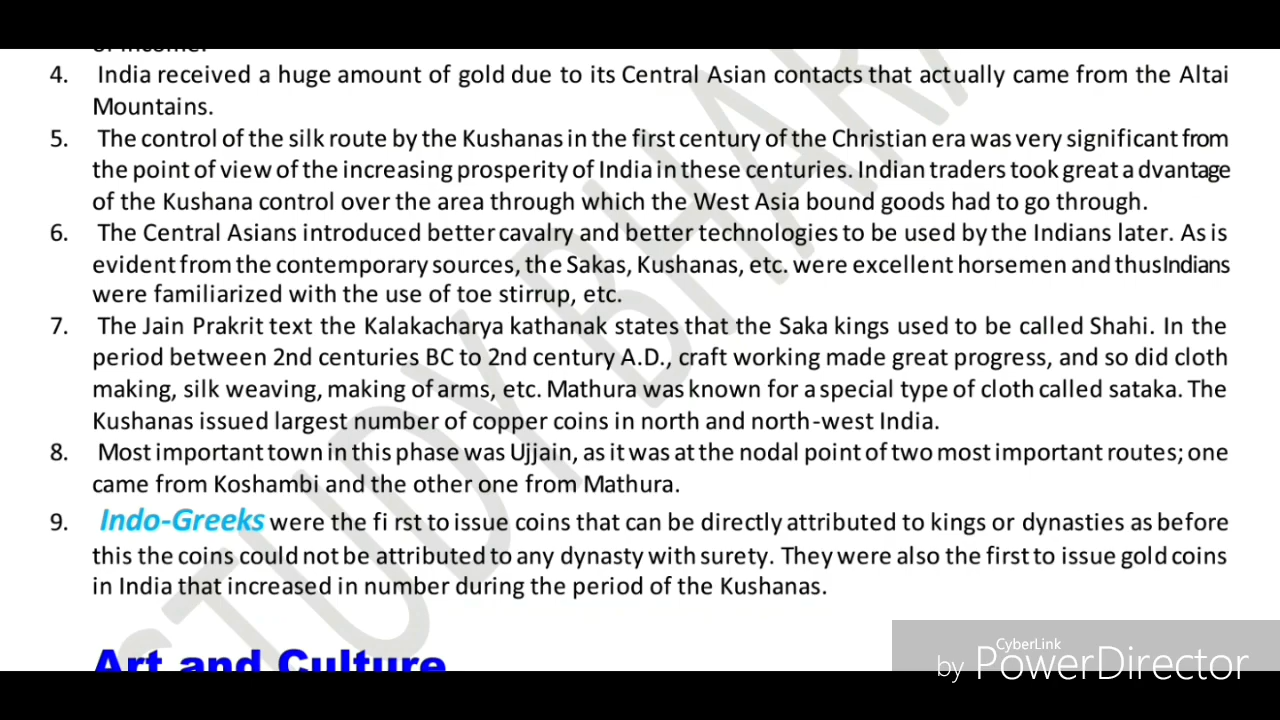 of income.
4. India received a huge amount of gold due to its Central Asian contacts that actually came from the Altai
Mountains.
5. The control of the silk route by the Kushanas in the first century of the Christian era was very significant from
the point of view of the increasing prosperity of India in these centuries. Indian traders took great advantage
of the Kushana control over the area through which the West Asia bound goods had to go through.
6. The Central Asians introduced better cavalry and better technologies to be used by the Indians later. As is
evident from the contemporary sources, the Sakas, Kushanas, etc. were excellent horsemen and thus Indians
were familiarized with the use of toe stirrup, etc.
7. The Jain Prakrit text the Kalakacharya kathanak states that the Saka kings used to be called Shahi. In the
period between 2nd centuries BC to 2nd century A.D., craft working made great progress, and so did cloth
making, silk weaving, making of arms, etc. Mathura was known for a special type of cloth called sataka. The
Kushanas issued largest number of copper coins in north and north-west India.
8. Most important town in this phase was Ujjain, as it was at the nodal point of two most important routes; one
came from Koshambi and the other one from Mathura.
9. Indo-Greeks were the fi rst to issue coins that can be directly attributed to kings or dynasties as before
this the coins could not be attributed to any dynasty with surety. They were also the first to issue gold coins
in India that increased in number during the period of the Kushanas.
Art and Culture
STUDY BHARA
CyberLink
by PowerDirector